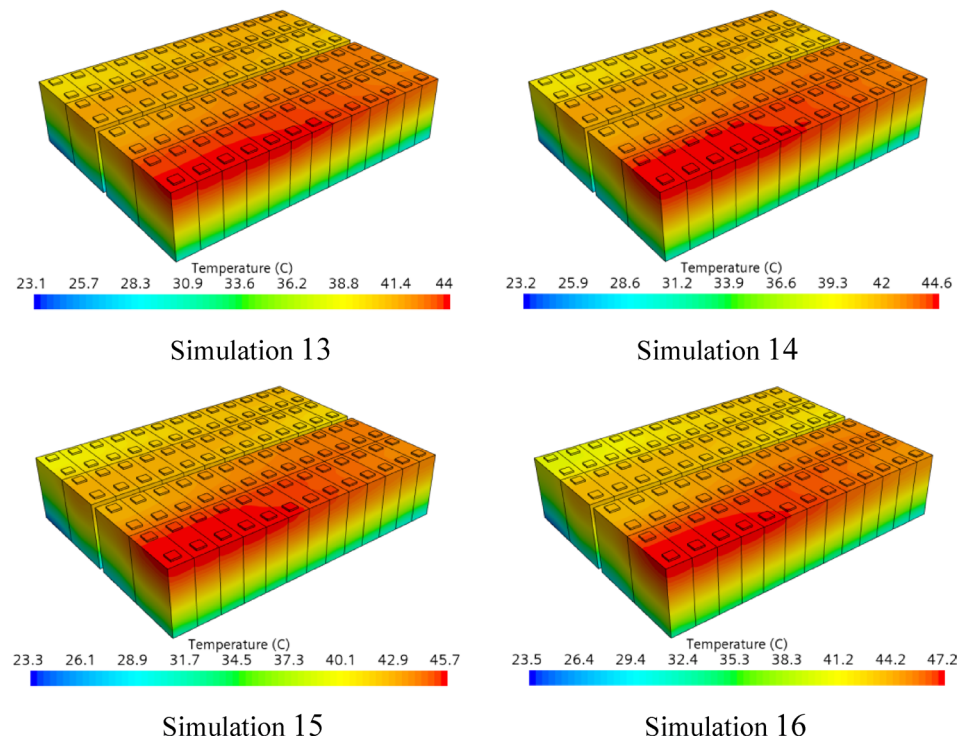 Temperature (C)
23.1 25.7 28.3 30.9 33.6 36.2 38.8 41.4 44
Simulation 13
Temperature (C)
23.2 25.9 28.6 31.2 33.9 36.6 39.3 42 44.6
Simulation 14
Temperature (C)
23.3 26.1 28.9 31.7 34.5 37.3 40.1 42.9 45.7
Simulation 15
Temperature (C)
23.5 26.4 29.4 32.4 35.3 38.3 41.2 44.2 47.2
Simulation 16